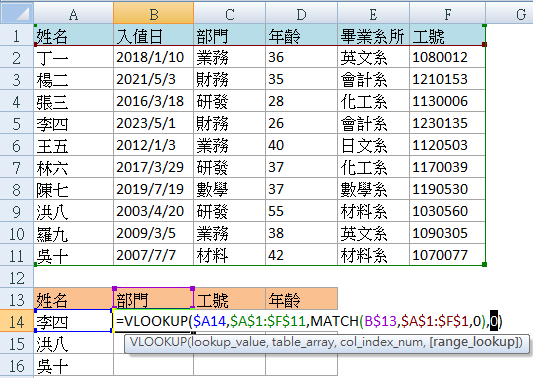 A B C D E F G
1 姓名 入值日 部門 年齡 畢業系所 工號
2 丁一 2018/1/10 業務 36 英文系 1080012
3 楊二 2021/5/3 財務 35 會計系 1210153
4 張三 2016/3/18 研發 28 化工系 1130006
5 李四 2023/5/1 財務 26 會計系 1230135
6 王五 2012/1/3 業務 40 日文系 1120503
7 林六 2017/3/29 研發 37 化工系 1170039
8 陳七 2019/7/19 數學 37 數學系 1190530
9 洪八 2003/4/20 研發 55 材料系 1030560
10 羅九 2009/3/5 業務 38 英文系 1090305
11 吳十 2007/7/7 材料 42 材料系 1070077
12
13 姓名 部門 工號 年齡
14 李四 =VLOOKUP($A14,$A$1:$F$11,MATCH(B$13,$A$1:$F$1,0),0)
15 洪八 VLOOKUP(lookup_value, table_array, col_index_num, [range_lookup])
16 吳十